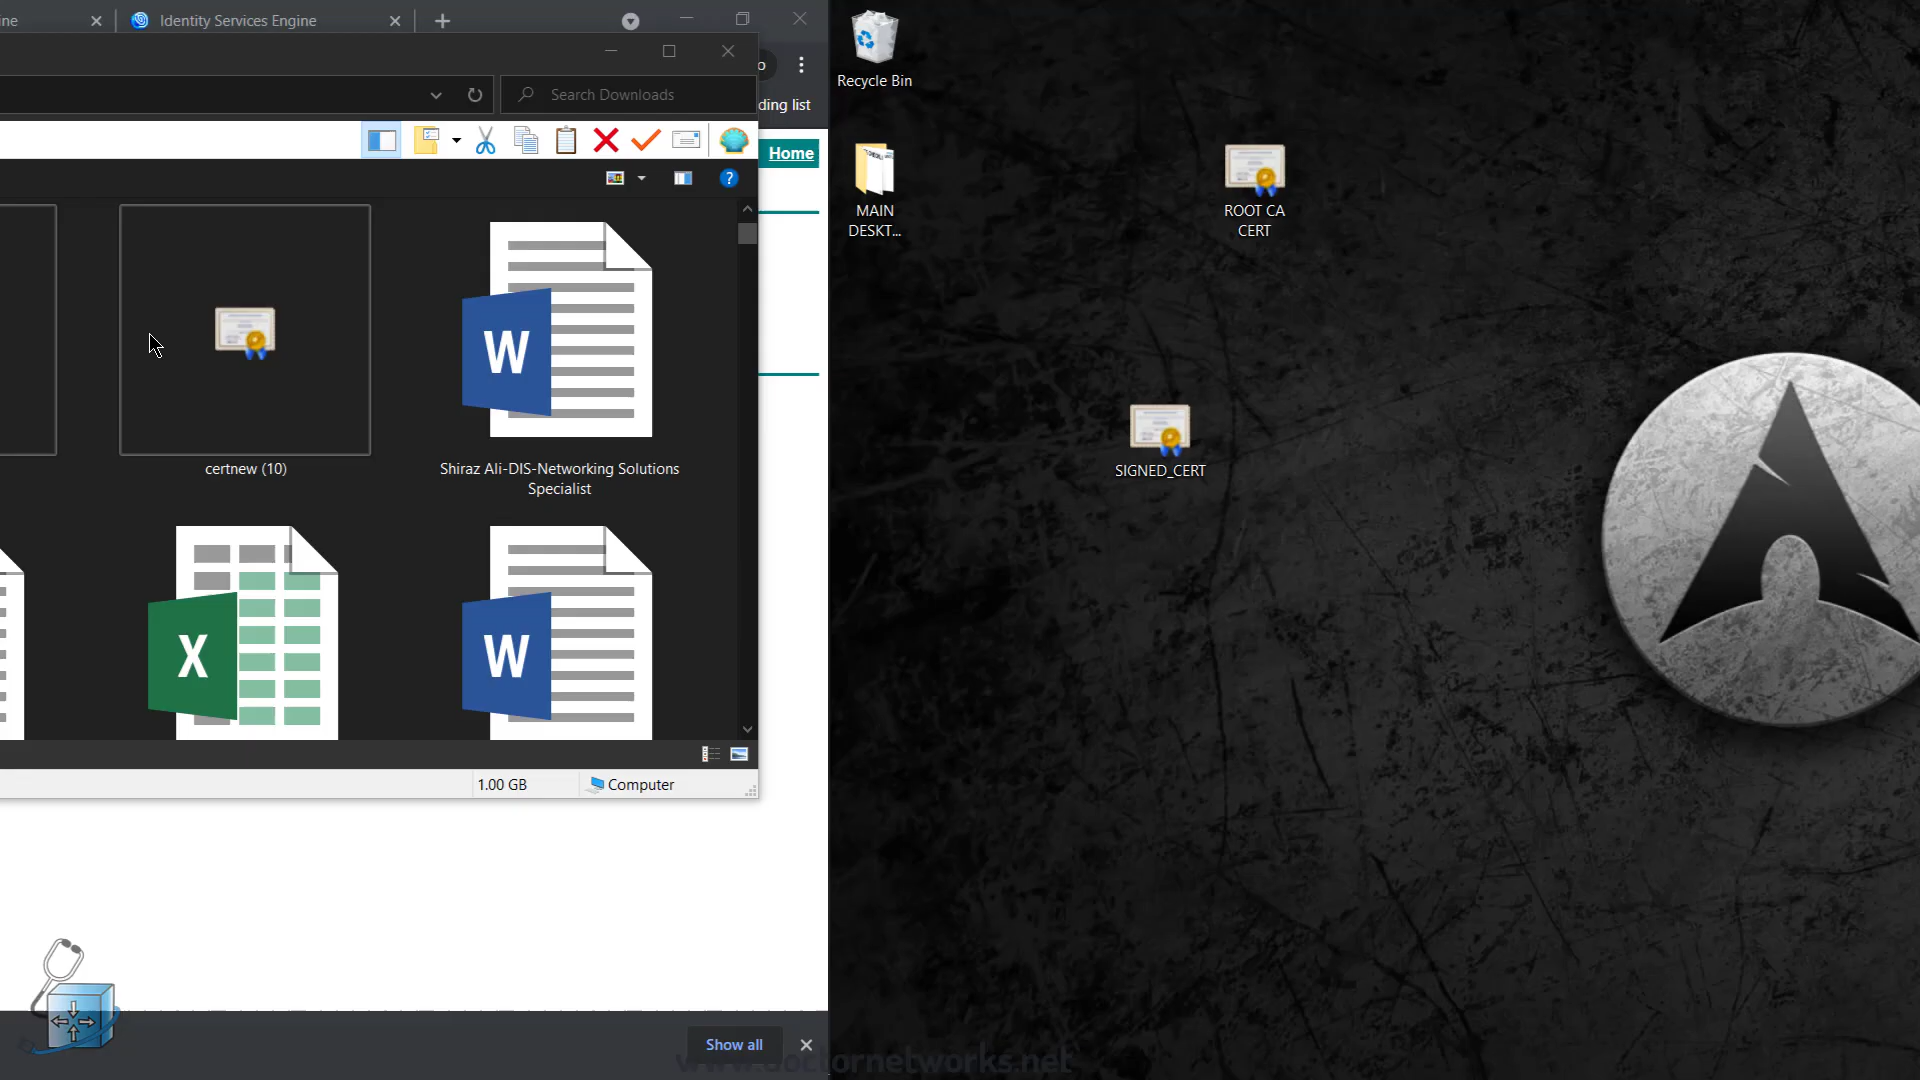 ine
Identity Services Engine
Search Downloads
ding list
Home
Recycle Bin
MAIN
DESKT...
ROOT CA
CERT
SIGNED_CERT
certnew (10)
Shiraz Ali-DIS-Networking Solutions
Specialist
W
X
W
1.00 GB
Computer
Show all
www.doctornetworks.net